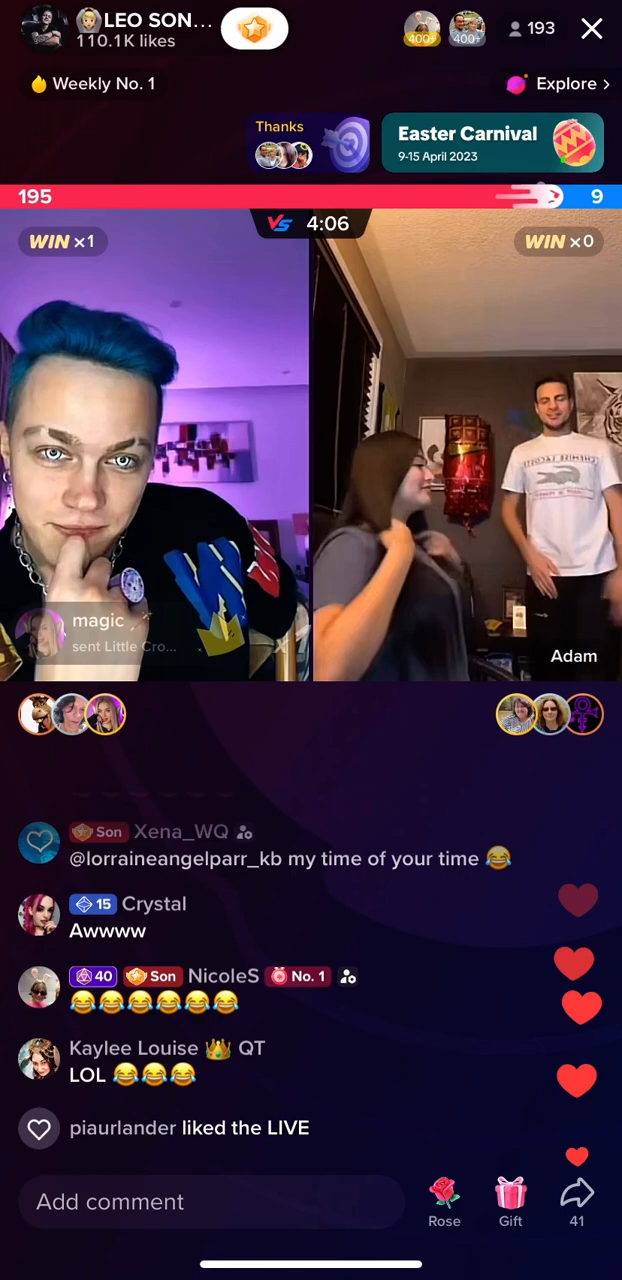 LEO SON...
110.1K likes
400+
400+
193
Weekly No. 1
Explore >
Thanks
Easter Carnival
9-15 April 2023
195
9
VS 4:06
WIN x1
WIN x0
magic
sent Little Cro...
Adam
Son Xena_WQ
@lorraineangelparr_kb my time of your time 😂
15 Crystal
Awwww
40 Son NicoleS No. 1
😂😂😂😂😂😂
Kaylee Louise 👑 QT
LOL 😂😂😂
piaurlander liked the LIVE
Add comment
Rose
Gift
41